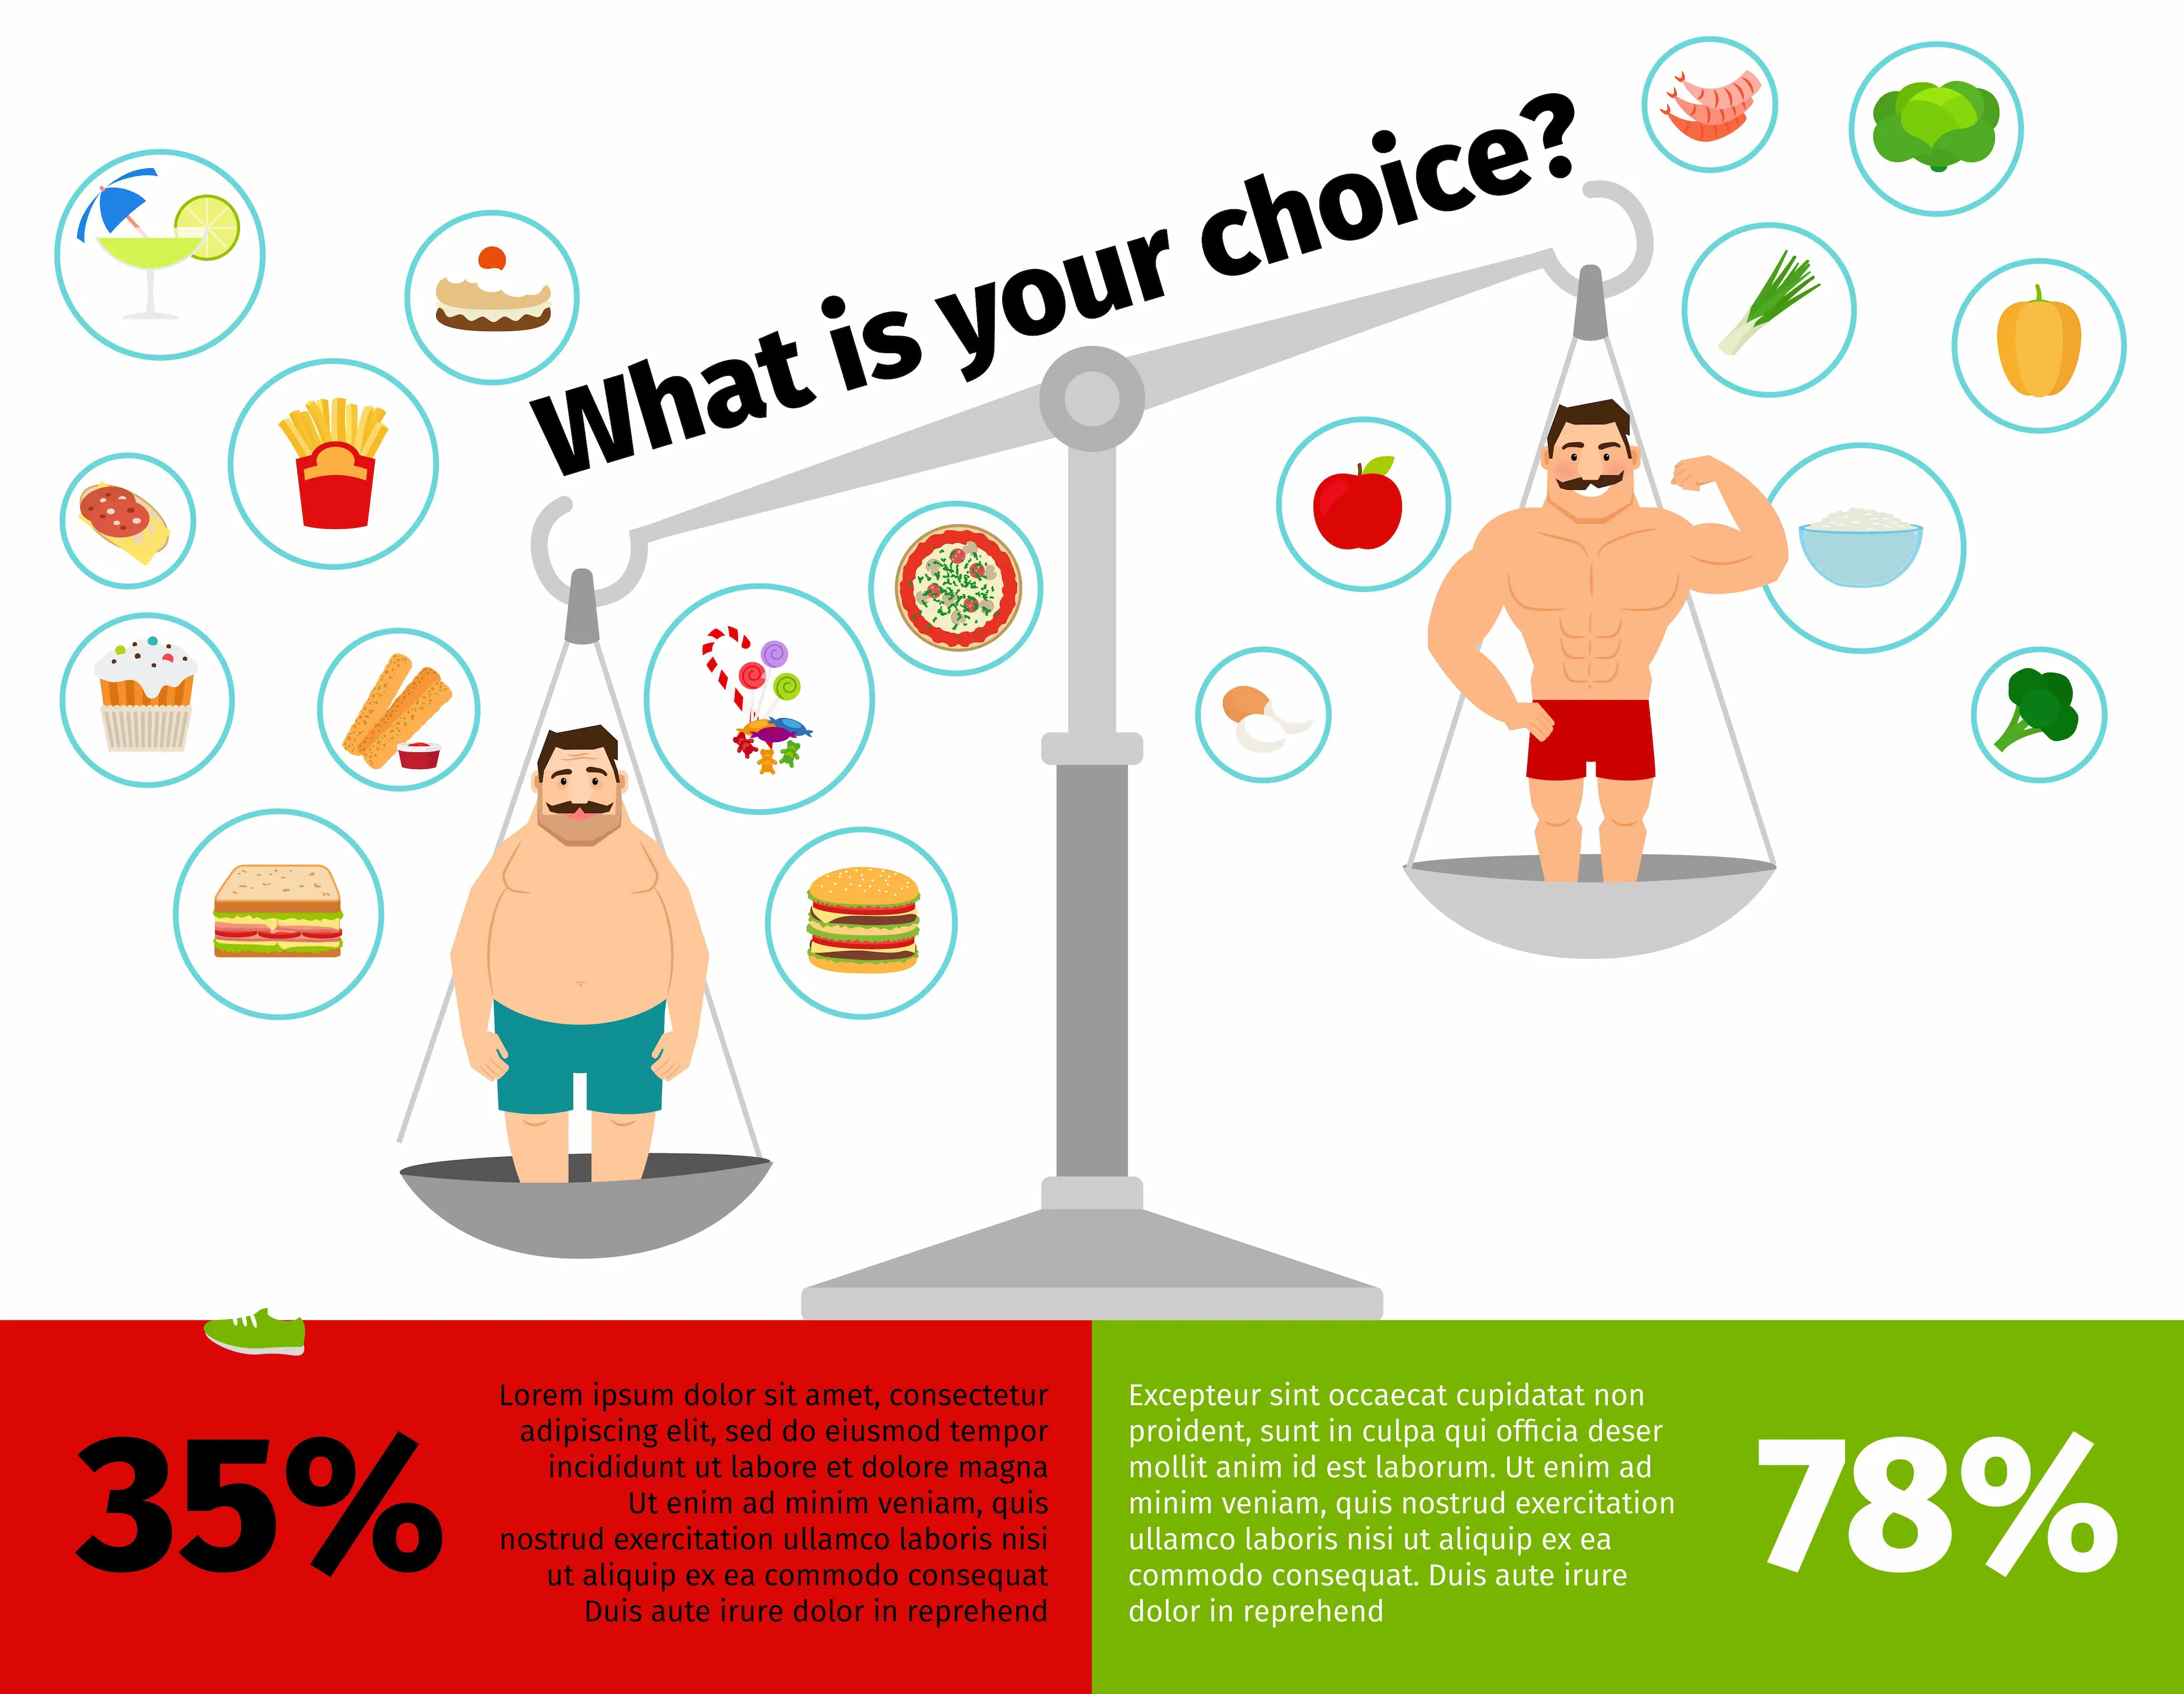 What is your choice?
35%
Lorem ipsum dolor sit amet, consectetur
adipiscing elit, sed do eiusmod tempor
incididunt ut labore et dolore magna
Ut enim ad minim veniam, quis
nostrud exercitation ullamco laboris nisi
ut aliquip ex ea commodo consequat
Duis aute irure dolor in reprehend
Excepteur sint occaecat cupidatat non
proident, sunt in culpa qui officia deser
mollit anim id est laborum. Ut enim ad
minim veniam, quis nostrud exercitation
ullamco laboris nisi ut aliquip ex ea
commodo consequat. Duis aute irure
dolor in reprehend
78%